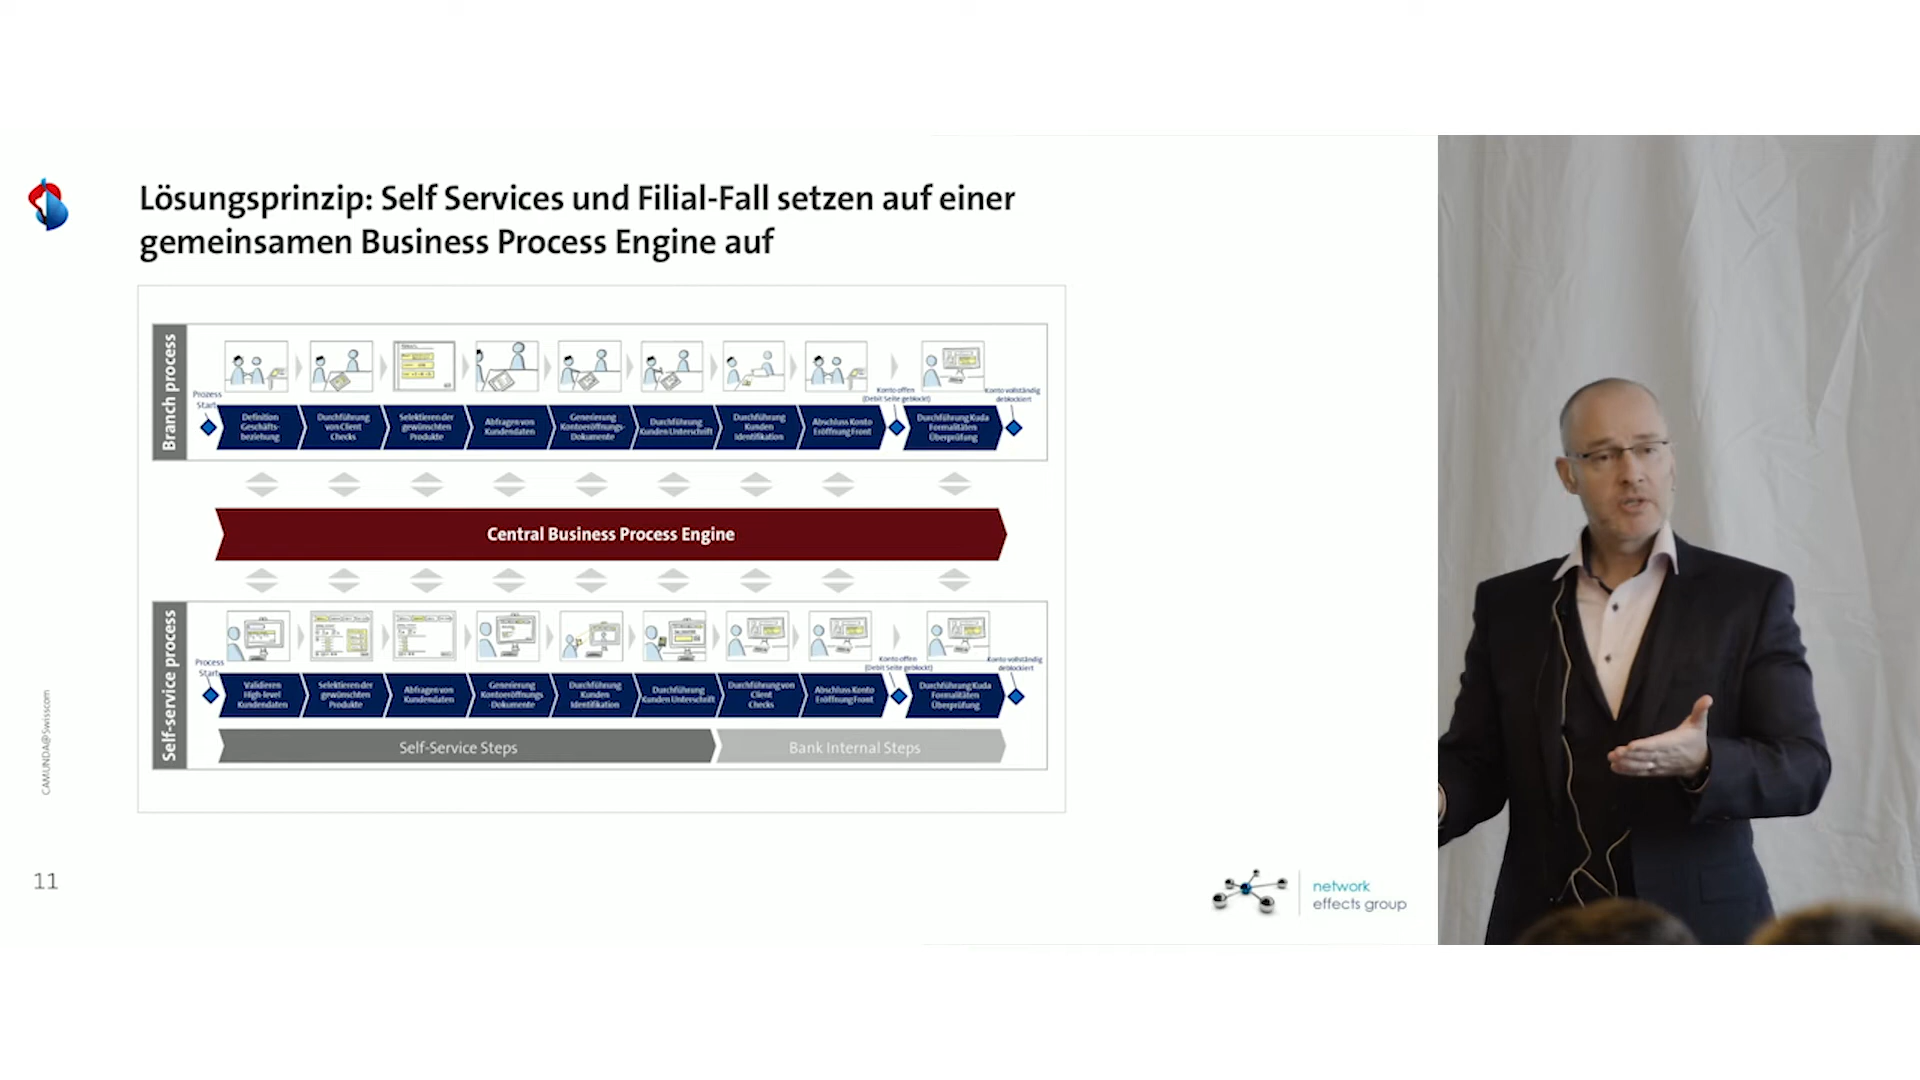 Lösungsprinzip: Self Services und Filial-Fall setzen auf einer
gemeinsamen Business Process Engine auf
Branch process
Prozess
Start
Definition
Geschäfts-
beziehung
Durchführung
von Client
Checks
Selektieren der
gewünschten
Produkte
Abfragen von
Kundendaten
Generierung
Kontoeröffnungs-
Dokumente
Durchführung
Kunden Unterschrift
Durchführung
Kunden
Identifikation
Abschluss Konto
Eröffnung Front
Konto offen
(Debit Seite geblockt)
Durchführung Kuda
Formalitäten
Überprüfung
Konto vollständig
deblockiert
Central Business Process Engine
Self-service process
Process
Start
Validieren
High-level
Kundendaten
Selektieren der
gewünschten
Produkte
Abfragen von
Kundendaten
Generierung
Kontoeröffnungs
-Dokumente
Durchführung
Kunden
Identifikation
Durchführung
Kunden Unterschrift
Durchführung von
Client
Checks
Abschluss Konto
Eröffnung Front
Konto offen
(Debit Seite geblockt)
Durchführung Kuda
Formalitäten
Überprüfung
Konto vollständig
deblockiert
Self-Service Steps
Bank Internal Steps
CAMUNDA@Swisscom
11
network
effects group